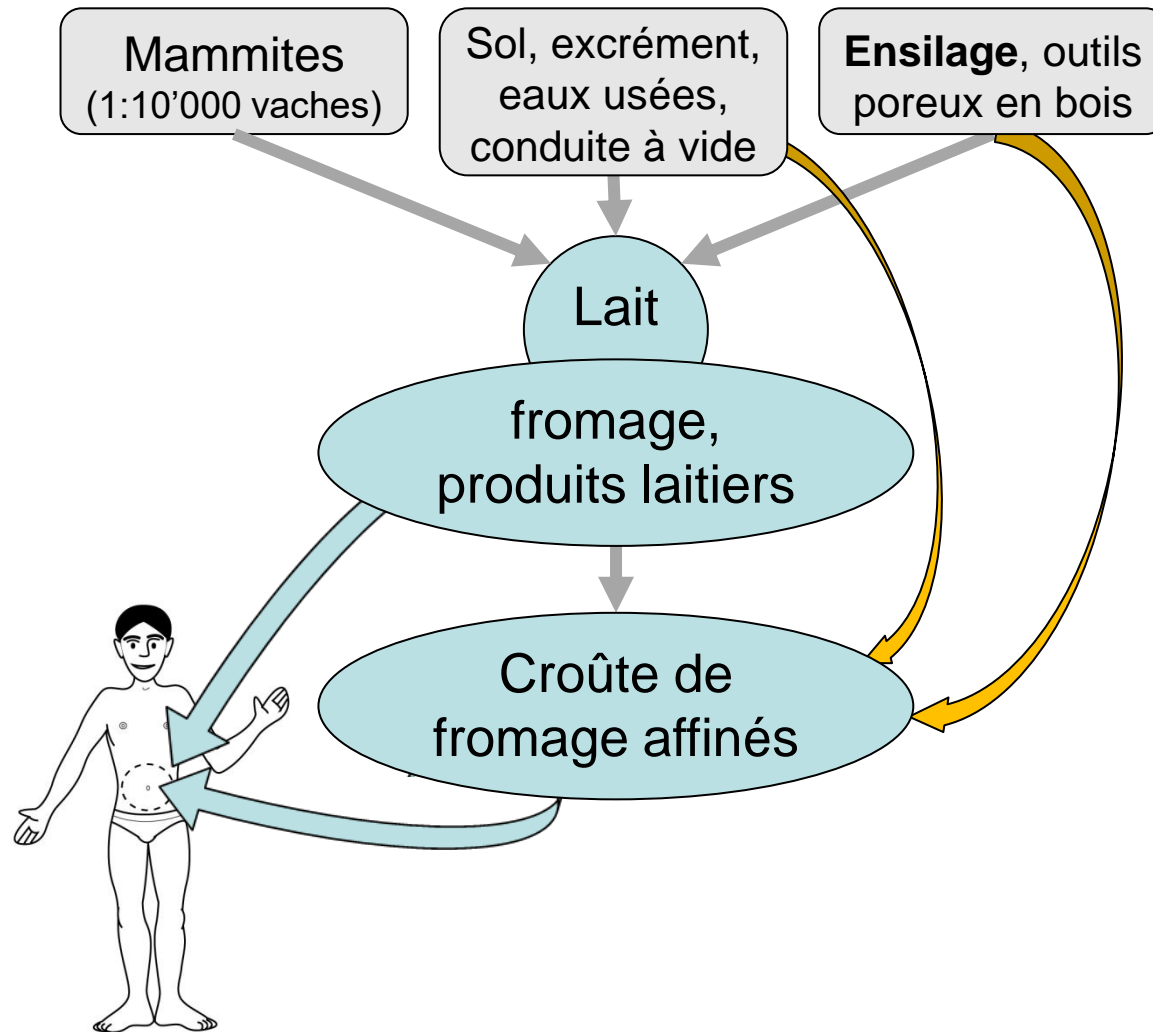 Mammites
(1:10’000 vaches)
Sol, excrément,
eaux usées,
conduite à vide
Ensilage, outils
poreux en bois
Lait
fromage,
produits laitiers
Croûte de
fromage affinés